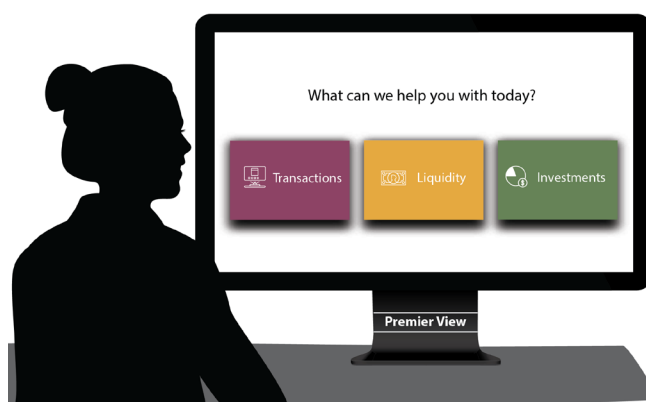 What can we help you with today?
Transactions
Liquidity
Investments
Premier View